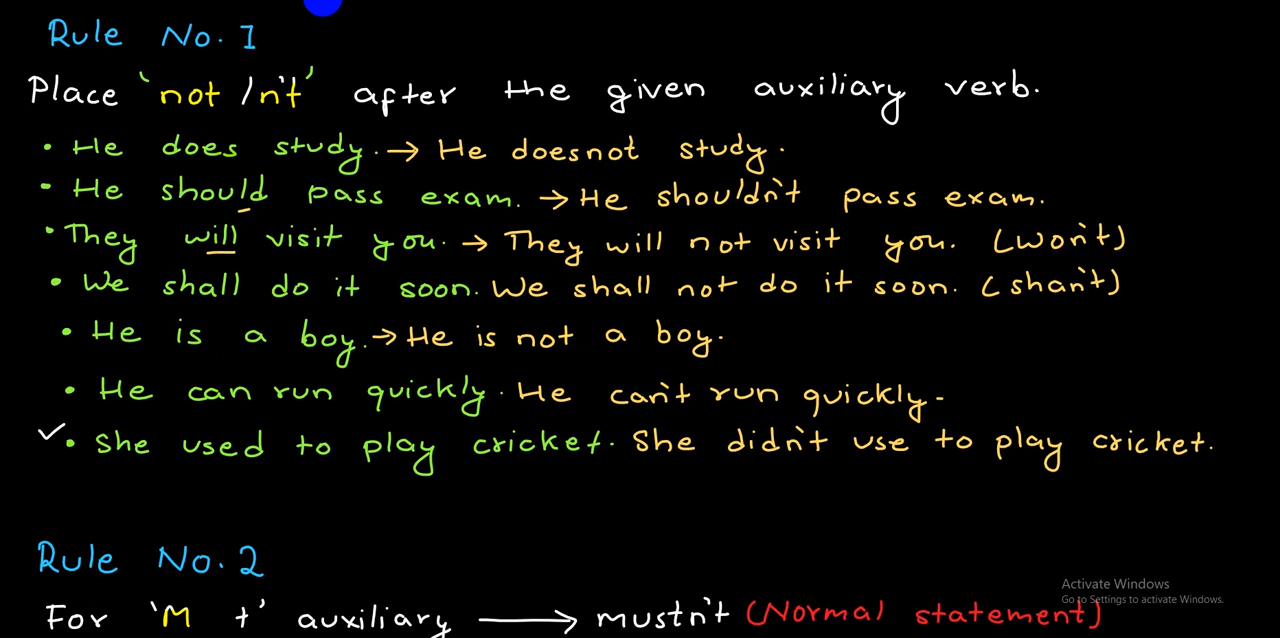 Rule No. 1
Place 'not /n't' after the given auxiliary verb.
• He does study. → He doesnot study.
• He should pass exam. → He shouldn't pass exam.
• They will visit you. → They will not visit you. (won't)
• We shall do it soon. We shall not do it soon. (shan't)
• He is a boy. → He is not a boy.
• He can run quickly. He can't run quickly.
✓• She used to play cricket. She didn't use to play cricket.
Rule No. 2
For 'M t' auxiliary → mustn't (Normal statement)
Activate Windows
Go to Settings to activate Windows.